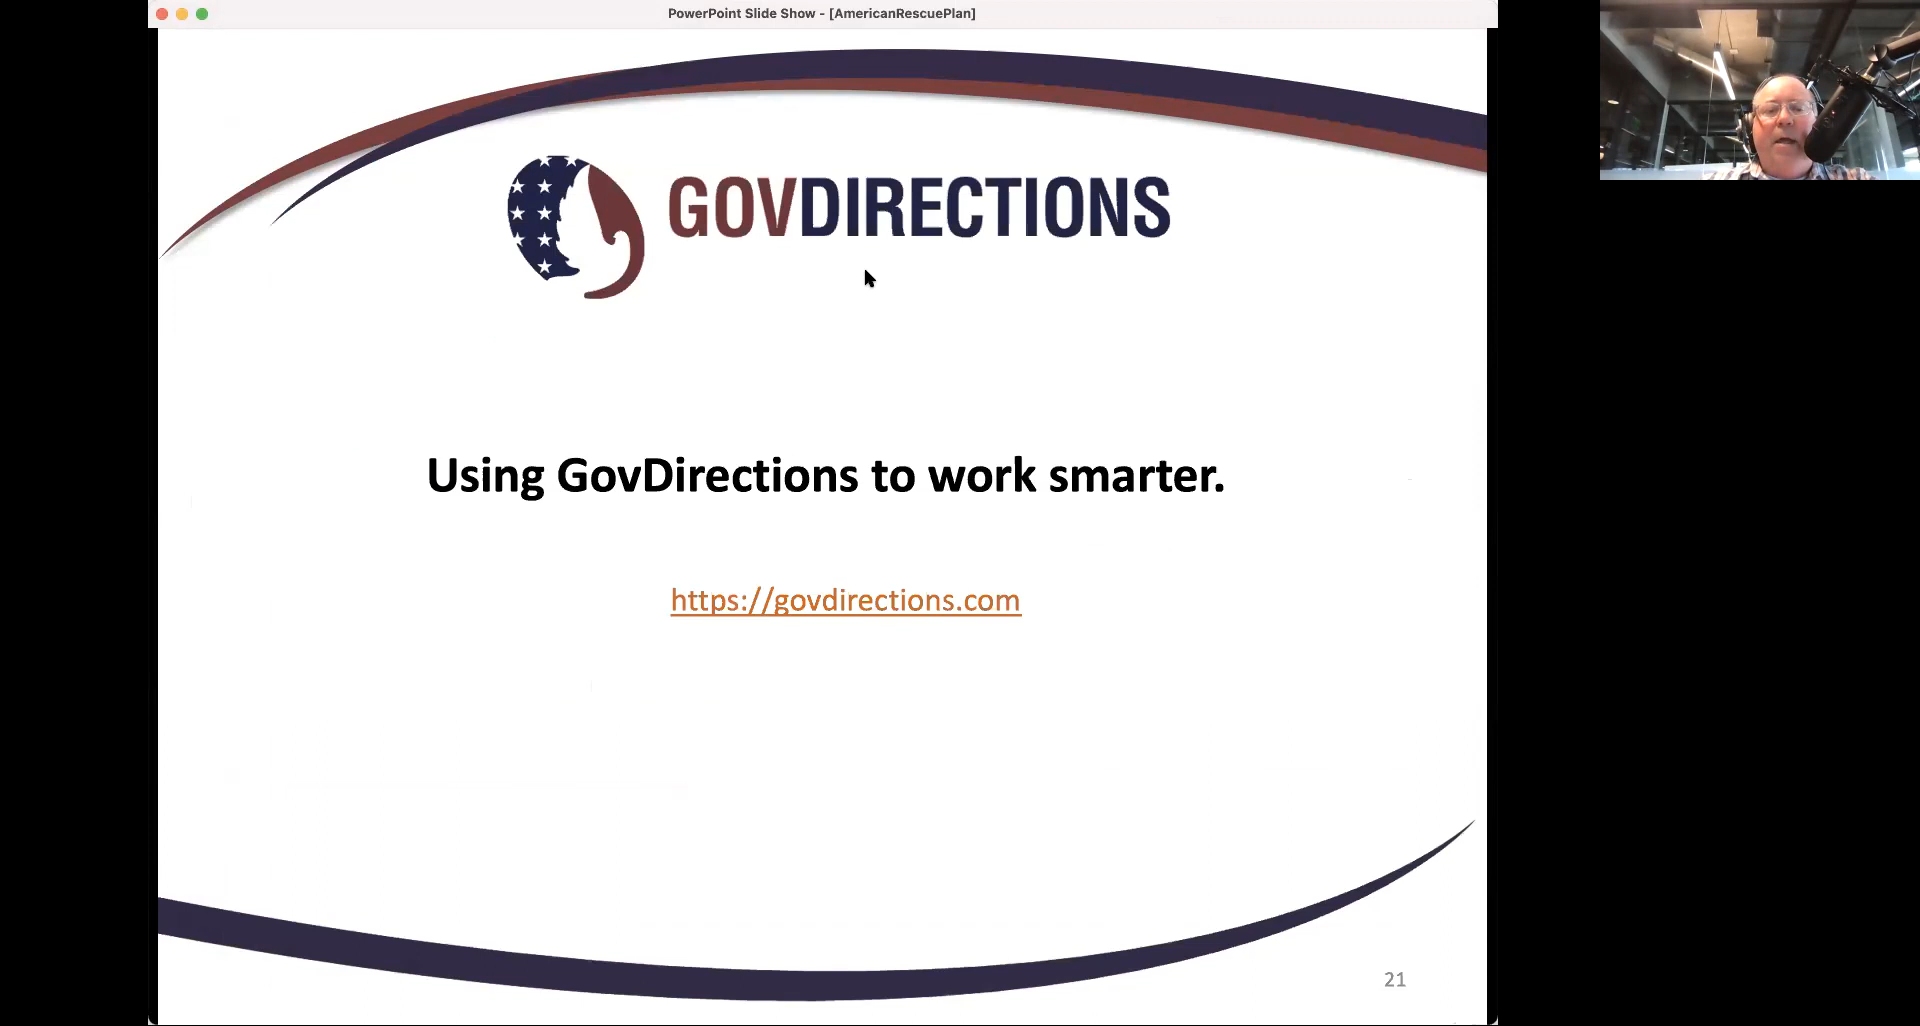 PowerPoint Slide Show - [AmericanRescuePlan]
GOVDIRECTIONS
Using GovDirections to work smarter.
https://govdirections.com
21